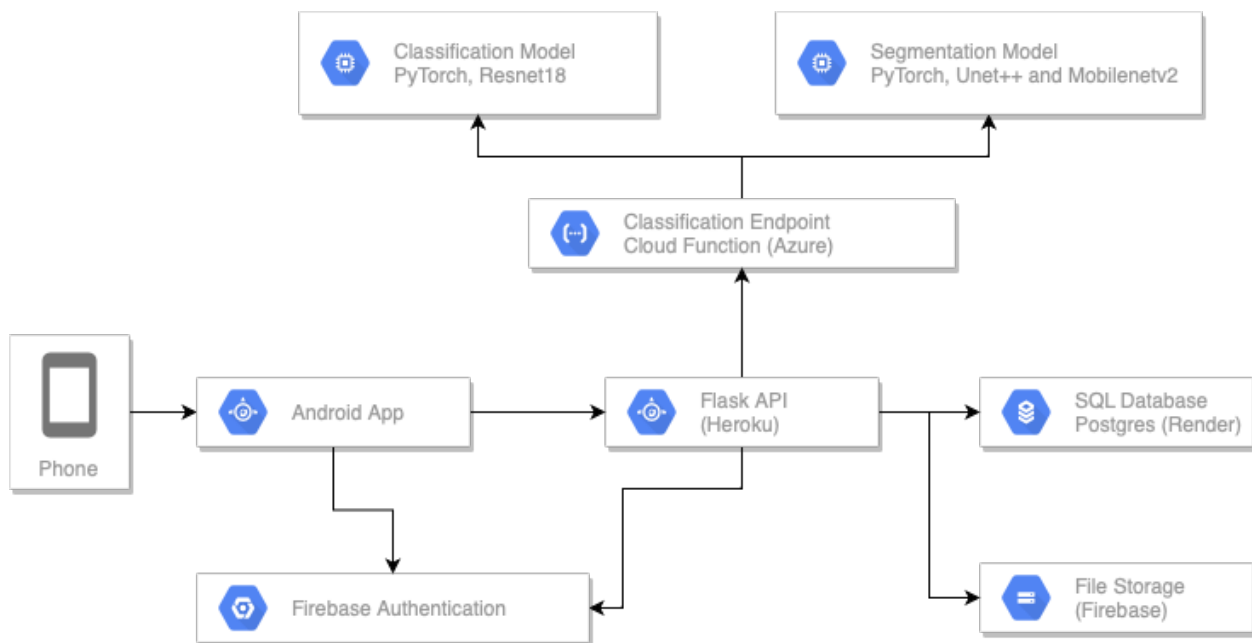 Classification Model
PyTorch, Resnet18
Segmentation Model
PyTorch, Unet++ and Mobilenetv2
Classification Endpoint
Cloud Function (Azure)
Phone
Android App
Flask API
(Heroku)
SQL Database
Postgres (Render)
Firebase Authentication
File Storage
(Firebase)